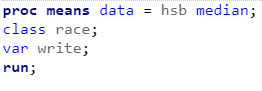 proc means data = hsb median;
class race;
var write;
run;